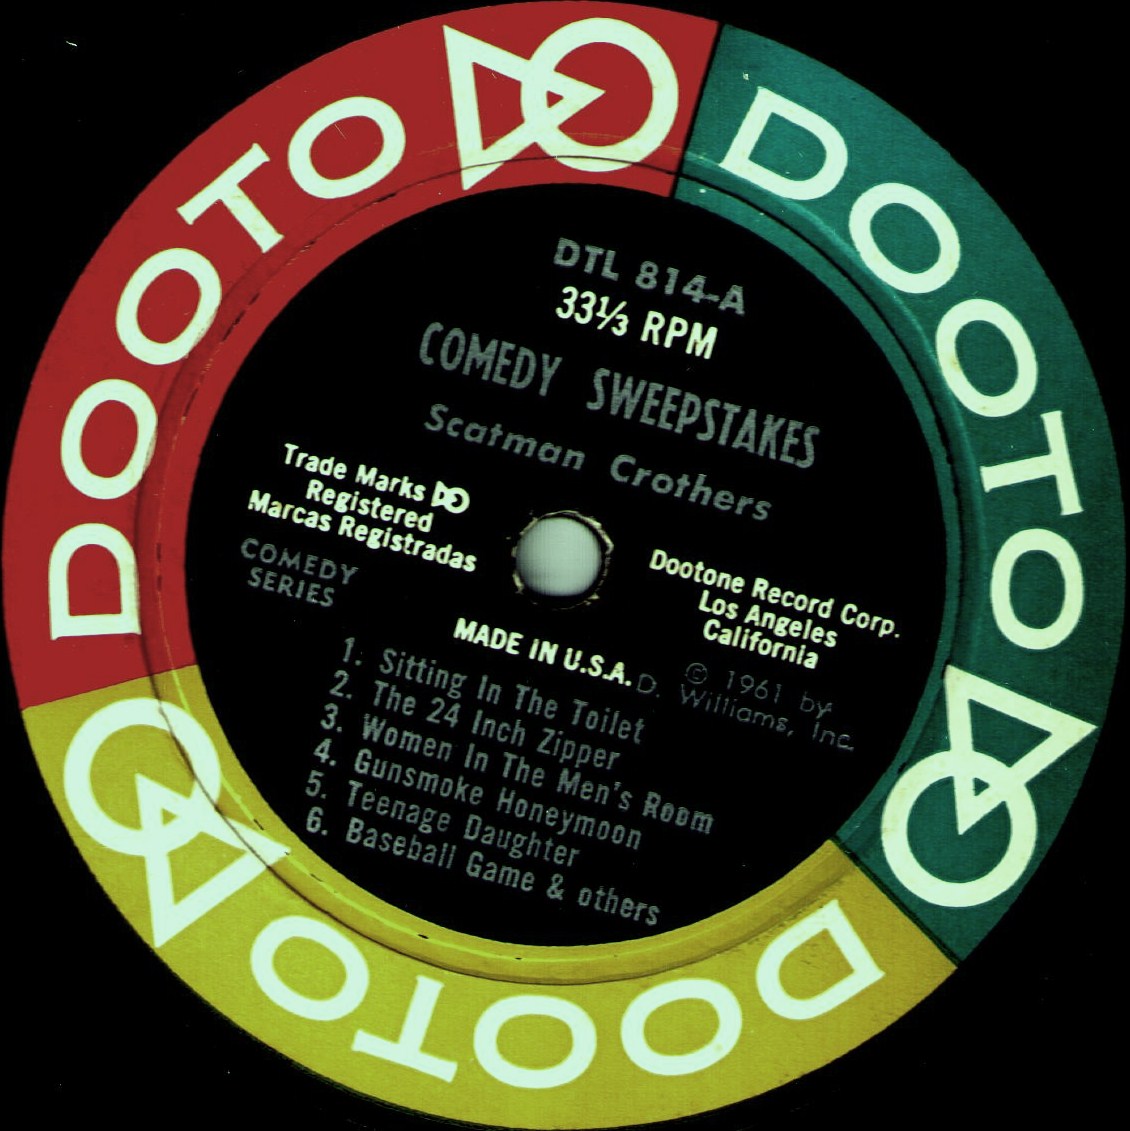 DOOTO
DOOTO
DOOTO
DTL 814-A
33⅓ RPM
COMEDY SWEEPSTAKES
Scatman Crothers
Trade Marks DO
Registered
Marcas Registradas
COMEDY
SERIES
Dootone Record Corp.
Los Angeles
California
MADE IN U.S.A.
© 1961 by
D. Williams, Inc.
1. Sitting In The Toilet
2. The 24 Inch Zipper
3. Women In The Men's Room
4. Gunsmoke Honeymoon
5. Teenage Daughter
6. Baseball Game & others